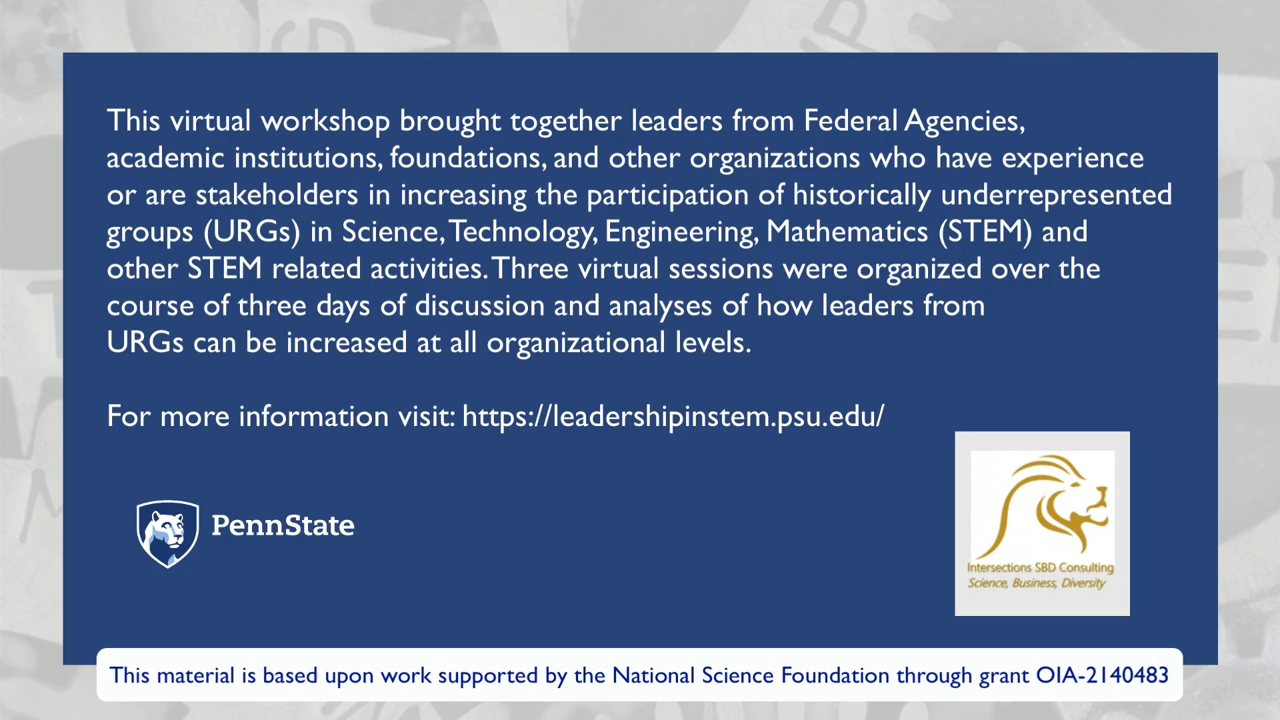 This virtual workshop brought together leaders from Federal Agencies,
academic institutions, foundations, and other organizations who have experience
or are stakeholders in increasing the participation of historically underrepresented
groups (URGs) in Science, Technology, Engineering, Mathematics (STEM) and
other STEM related activities. Three virtual sessions were organized over the
course of three days of discussion and analyses of how leaders from
URGs can be increased at all organizational levels.
For more information visit: https://leadershipinstem.psu.edu/
PennState
Intersections SBD Consulting
Science, Business, Diversity
This material is based upon work supported by the National Science Foundation through grant OIA-2140483